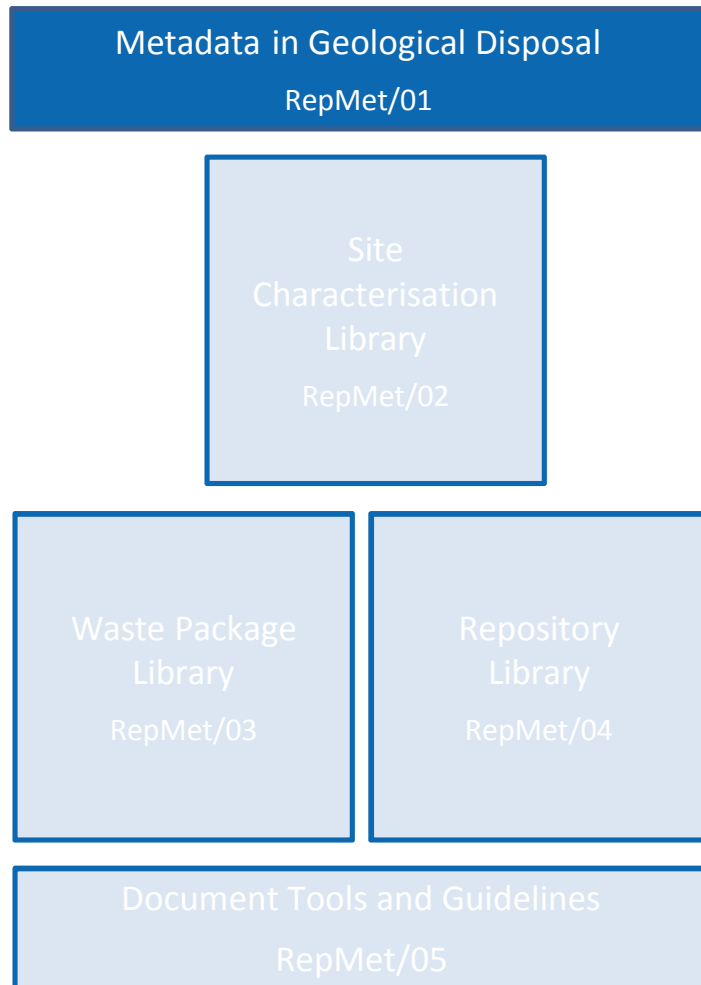 Metadata in Geological Disposal
RepMet/01
Site
Characterisation
Library
RepMet/02
Waste Package
Library
RepMet/03
Repository
Library
RepMet/04
Document Tools and Guidelines
RepMet/05